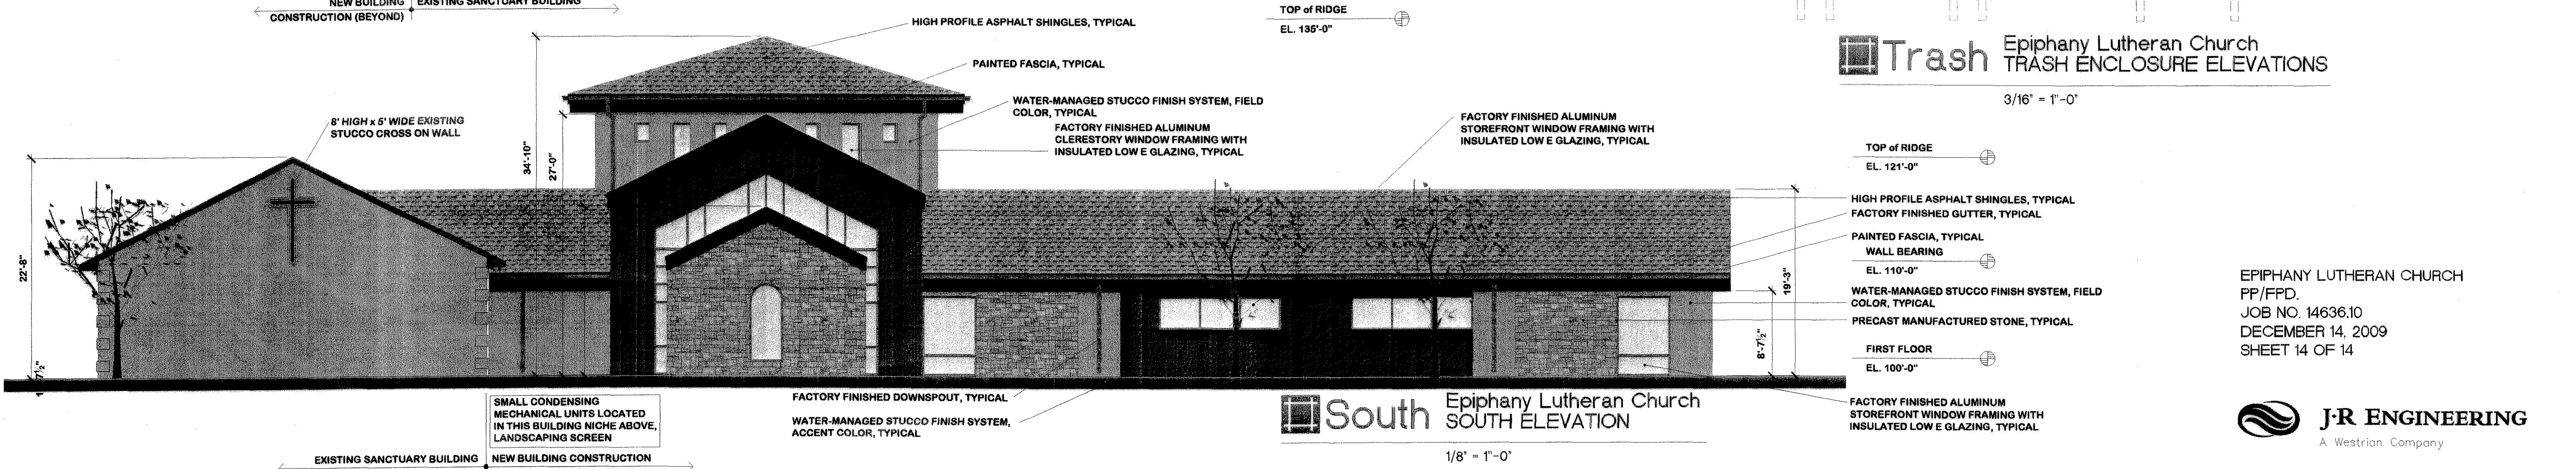 NEW BUILDING
EXISTING SANCTUARY BUILDING
CONSTRUCTION (BEYOND)
TOP of RIDGE
EL. 135'-0"
HIGH PROFILE ASPHALT SHINGLES, TYPICAL
PAINTED FASCIA, TYPICAL
WATER-MANAGED STUCCO FINISH SYSTEM, FIELD
COLOR, TYPICAL
FACTORY FINISHED ALUMINUM
CLERESTORY WINDOW FRAMING WITH
INSULATED LOW E GLAZING, TYPICAL
8' HIGH x 5' WIDE EXISTING
STUCCO CROSS ON WALL
FACTORY FINISHED ALUMINUM
STOREFRONT WINDOW FRAMING WITH
INSULATED LOW E GLAZING, TYPICAL
Trash
Epiphany Lutheran Church
TRASH ENCLOSURE ELEVATIONS
3/16" = 1"-0"
34'-10"
27'-0"
22'-8"
TOP of RIDGE
EL. 121'-0"
HIGH PROFILE ASPHALT SHINGLES, TYPICAL
FACTORY FINISHED GUTTER, TYPICAL
PAINTED FASCIA, TYPICAL
WALL BEARING
EL. 110'-0"
WATER-MANAGED STUCCO FINISH SYSTEM, FIELD
COLOR, TYPICAL
PRECAST MANUFACTURED STONE, TYPICAL
FIRST FLOOR
EL. 100'-0"
FACTORY FINISHED ALUMINUM
STOREFRONT WINDOW FRAMING WITH
INSULATED LOW E GLAZING, TYPICAL
19'-3"
8'-7½"
SMALL CONDENSING
MECHANICAL UNITS LOCATED
IN THIS BUILDING NICHE ABOVE,
LANDSCAPING SCREEN
EXISTING SANCTUARY BUILDING
NEW BUILDING CONSTRUCTION
FACTORY FINISHED DOWNSPOUT, TYPICAL
WATER-MANAGED STUCCO FINISH SYSTEM,
ACCENT COLOR, TYPICAL
South
Epiphany Lutheran Church
SOUTH ELEVATION
1/8" = 1"-0"
EPIPHANY LUTHERAN CHURCH
PP/FPD.
JOB NO. 14636.10
DECEMBER 14, 2009
SHEET 14 OF 14
J·R ENGINEERING
A Westrian Company